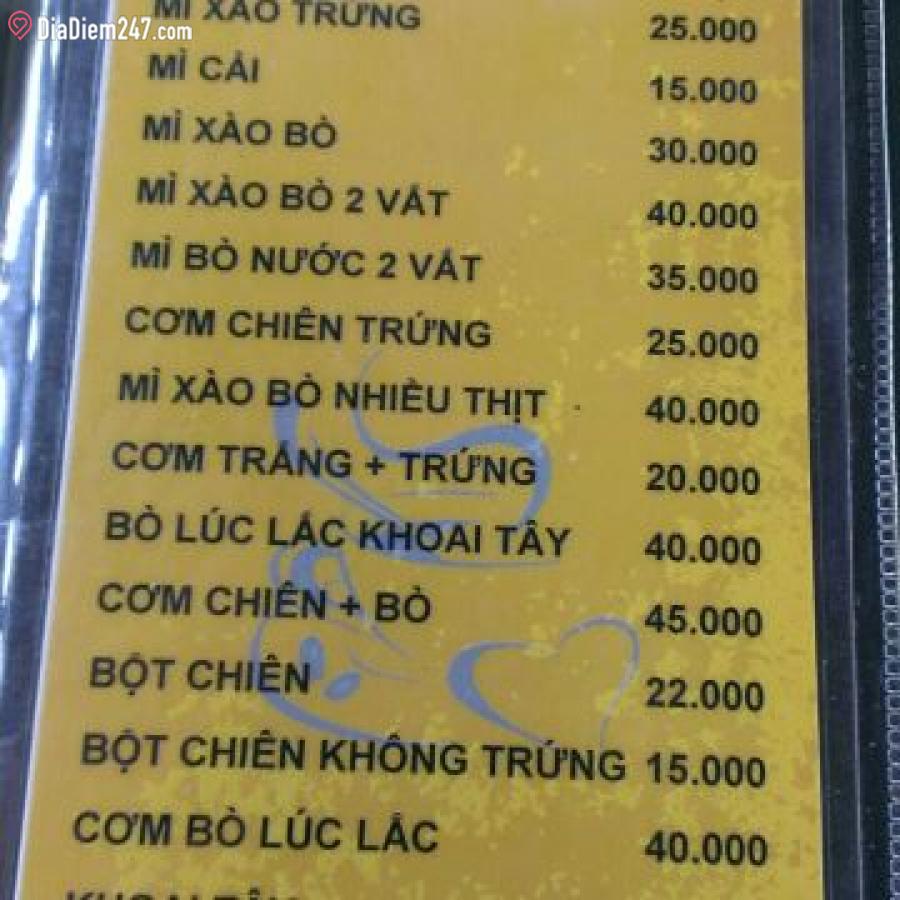 DiaDiem247.com
MÌ XÀO TRỨNG 25.000
MÌ CẢI 15.000
MÌ XÀO BÒ 30.000
MÌ XÀO BÒ 2 VẮT 40.000
MÌ BÒ NƯỚC 2 VẮT 35.000
CƠM CHIÊN TRỨNG 25.000
MÌ XÀO BÒ NHIỀU THỊT 40.000
CƠM TRẮNG + TRỨNG 20.000
BÒ LÚC LẮC KHOAI TÂY 40.000
CƠM CHIÊN + BÒ 45.000
BỘT CHIÊN 22.000
BỘT CHIÊN KHÔNG TRỨNG 15.000
CƠM BÒ LÚC LẮC 40.000